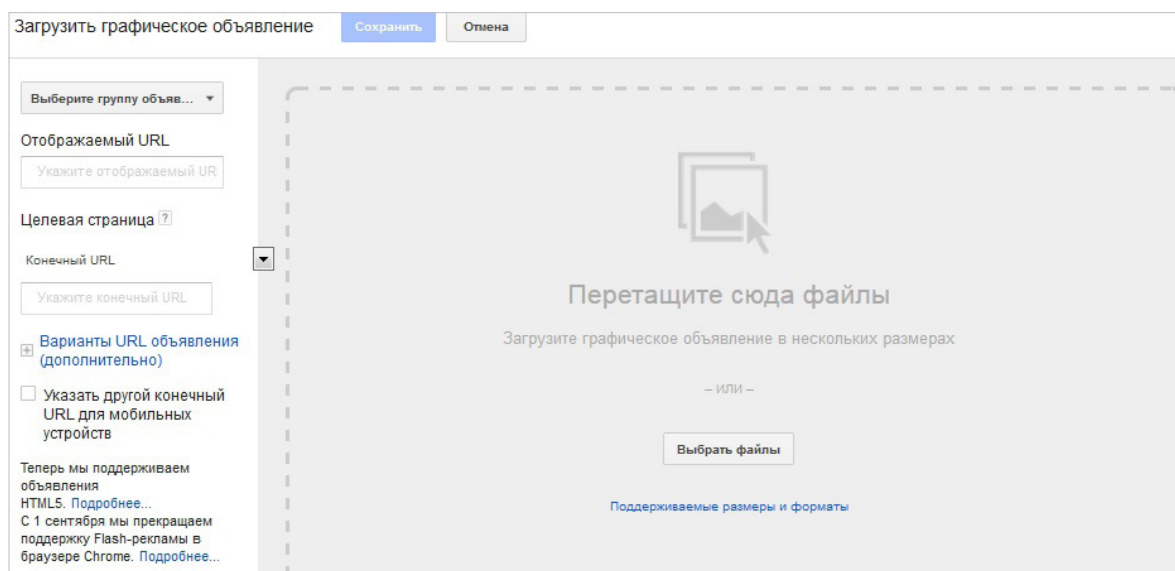 Загрузить графическое объявление
Сохранить
Отмена
Выберите группу объяв...
Отображаемый URL
Укажите отображаемый UR
Целевая страница ?
Конечный URL
Укажите конечный URL
Варианты URL объявления
(дополнительно)
Указать другой конечный
URL для мобильных
устройств
Теперь мы поддерживаем
объявления
HTML5. Подробнее...
С 1 сентября мы прекращаем
поддержку Flash-рекламы в
браузере Chrome. Подробнее...
Перетащите сюда файлы
Загрузите графическое объявление в нескольких размерах
– ИЛИ –
Выбрать файлы
Поддерживаемые размеры и форматы